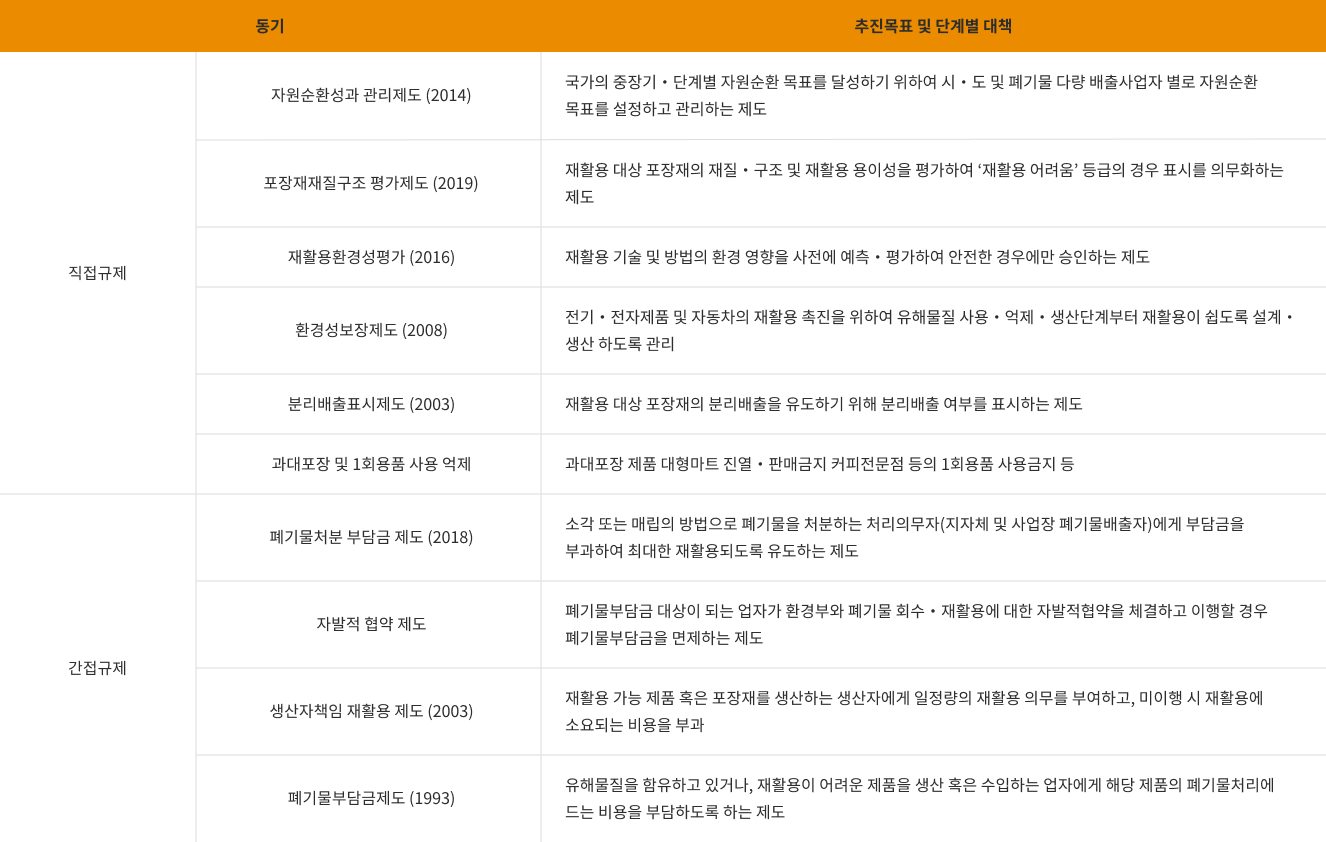 동기
추진목표 및 단계별 대책
직접규제
자원순환성과 관리제도 (2014)
국가의 중장기・단계별 자원순환 목표를 달성하기 위하여 시・도 및 폐기물 다량 배출사업자 별로 자원순환
목표를 설정하고 관리하는 제도
포장재재질구조 평가제도 (2019)
재활용 대상 포장재의 재질・구조 및 재활용 용이성을 평가하여 ‘재활용 어려움’ 등급의 경우 표시를 의무화하는
제도
재활용환경성평가 (2016)
재활용 기술 및 방법의 환경 영향을 사전에 예측・평가하여 안전한 경우에만 승인하는 제도
환경성보장제도 (2008)
전기・전자제품 및 자동차의 재활용 촉진을 위하여 유해물질 사용・억제・생산단계부터 재활용이 쉽도록 설계・
생산 하도록 관리
분리배출표시제도 (2003)
재활용 대상 포장재의 분리배출을 유도하기 위해 분리배출 여부를 표시하는 제도
과대포장 및 1회용품 사용 억제
과대포장 제품 대형마트 진열・판매금지 커피전문점 등의 1회용품 사용금지 등
간접규제
폐기물처분 부담금 제도 (2018)
소각 또는 매립의 방법으로 폐기물을 처분하는 처리의무자(지자체 및 사업장 폐기물배출자)에게 부담금을
부과하여 최대한 재활용되도록 유도하는 제도
자발적 협약 제도
폐기물부담금 대상이 되는 업자가 환경부와 폐기물 회수・재활용에 대한 자발적협약을 체결하고 이행할 경우
폐기물부담금을 면제하는 제도
생산자책임 재활용 제도 (2003)
재활용 가능 제품 혹은 포장재를 생산하는 생산자에게 일정량의 재활용 의무를 부여하고, 미이행 시 재활용에
소요되는 비용을 부과
폐기물부담금제도 (1993)
유해물질을 함유하고 있거나, 재활용이 어려운 제품을 생산 혹은 수입하는 업자에게 해당 제품의 폐기물처리에
드는 비용을 부담하도록 하는 제도